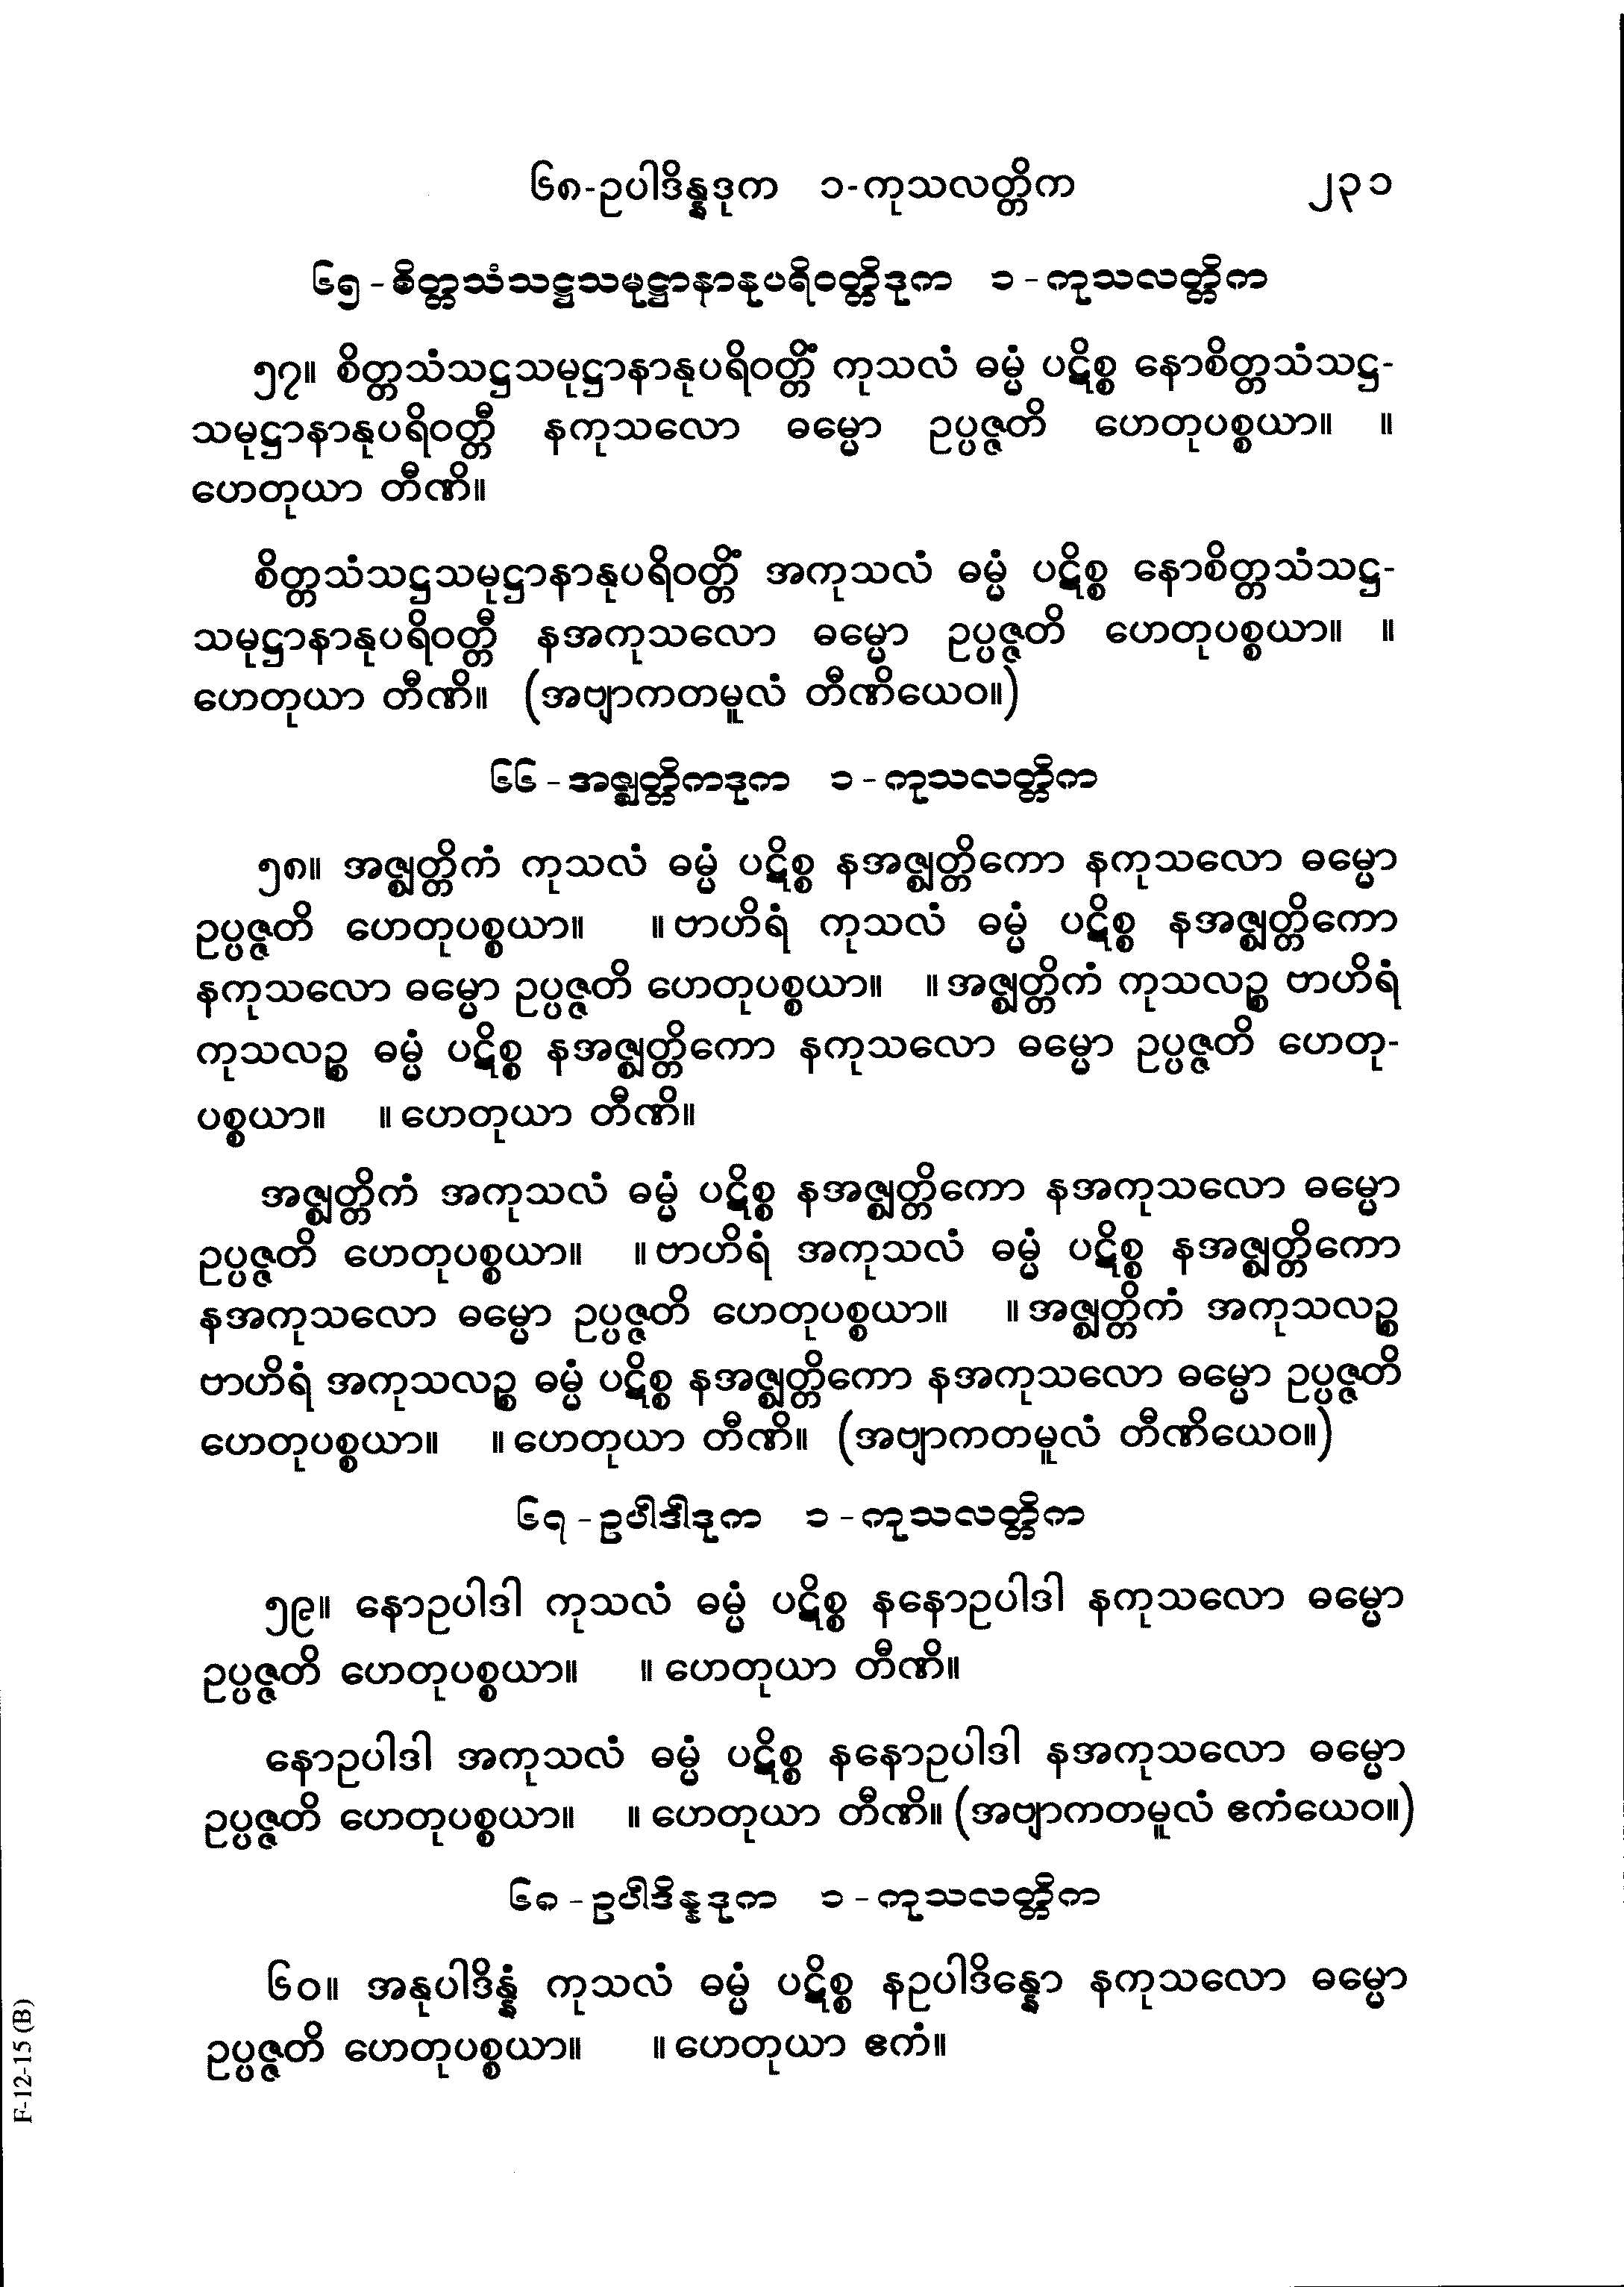 ၆၈-ဥပါဒိန္နဒုက ၁-ကုသလတ္တိက ၂၃၁
၆၅-စိတ္တသံသဋ္ဌသမုဋ္ဌာနာနုပရိဝတ္တိဒုက ၁-ကုသလတ္တိက
၅၇။ စိတ္တသံသဋ္ဌသမုဋ္ဌာနာနုပရိဝတ္တိံ ကုသလံ ဓမ္မံ ပဋိစ္စ နောစိတ္တသံသဋ္ဌ-
သမုဋ္ဌာနာနုပရိဝတ္တီ နကုသလော ဓမ္မော ဥပ္ပဇ္ဇတိ ဟေတုပစ္စယာ။ ။
ဟေတုယာ တီဏိ။
စိတ္တသံသဋ္ဌသမုဋ္ဌာနာနုပရိဝတ္တိံ အကုသလံ ဓမ္မံ ပဋိစ္စ နောစိတ္တသံသဋ္ဌ-
သမုဋ္ဌာနာနုပရိဝတ္တီ နအကုသလော ဓမ္မော ဥပ္ပဇ္ဇတိ ဟေတုပစ္စယာ။ ။
ဟေတုယာ တီဏိ။ (အဗျာကတမူလံ တီဏိယေဝ။)
၆၆-အဇ္ဈတ္တိကဒုက ၁-ကုသလတ္တိက
၅၈။ အဇ္ဈတ္တိကံ ကုသလံ ဓမ္မံ ပဋိစ္စ နအဇ္ဈတ္တိကော နကုသလော ဓမ္မော
ဥပ္ပဇ္ဇတိ ဟေတုပစ္စယာ။ ။ ဗာဟိရံ ကုသလံ ဓမ္မံ ပဋိစ္စ နအဇ္ဈတ္တိကော
နကုသလော ဓမ္မော ဥပ္ပဇ္ဇတိ ဟေတုပစ္စယာ။ ။ အဇ္ဈတ္တိကံ ကုသလဉ္စ ဗာဟိရံ
ကုသလဉ္စ ဓမ္မံ ပဋိစ္စ နအဇ္ဈတ္တိကော နကုသလော ဓမ္မော ဥပ္ပဇ္ဇတိ ဟေတု-
ပစ္စယာ။ ။ ဟေတုယာ တီဏိ။
အဇ္ဈတ္တိကံ အကုသလံ ဓမ္မံ ပဋိစ္စ နအဇ္ဈတ္တိကော နအကုသလော ဓမ္မော
ဥပ္ပဇ္ဇတိ ဟေတုပစ္စယာ။ ။ ဗာဟိရံ အကုသလံ ဓမ္မံ ပဋိစ္စ နအဇ္ဈတ္တိကော
နအကုသလော ဓမ္မော ဥပ္ပဇ္ဇတိ ဟေတုပစ္စယာ။ ။ အဇ္ဈတ္တိကံ အကုသလဉ္စ
ဗာဟိရံ အကုသလဉ္စ ဓမ္မံ ပဋိစ္စ နအဇ္ဈတ္တိကော နအကုသလော ဓမ္မော ဥပ္ပဇ္ဇတိ
ဟေတုပစ္စယာ။ ။ ဟေတုယာ တီဏိ။ (အဗျာကတမူလံ တီဏိယေဝ။)
၆၇-ဥပါဒါဒုက ၁-ကုသလတ္တိက
၅၉။ နောဥပါဒါ ကုသလံ ဓမ္မံ ပဋိစ္စ နနောဥပါဒါ နကုသလော ဓမ္မော
ဥပ္ပဇ္ဇတိ ဟေတုပစ္စယာ။ ။ ဟေတုယာ တီဏိ။
နောဥပါဒါ အကုသလံ ဓမ္မံ ပဋိစ္စ နနောဥပါဒါ နအကုသလော ဓမ္မော
ဥပ္ပဇ္ဇတိ ဟေတုပစ္စယာ။ ။ ဟေတုယာ တီဏိ။ (အဗျာကတမူလံ ဧကံယေဝ။)
၆၈-ဥပါဒိန္နဒုက ၁-ကုသလတ္တိက
၆၀။ အနုပါဒိန္နံ ကုသလံ ဓမ္မံ ပဋိစ္စ နဥပါဒိန္နော နကုသလော ဓမ္မော
ဥပ္ပဇ္ဇတိ ဟေတုပစ္စယာ။ ။ ဟေတုယာ ဧကံ။
F-12-15 (B)